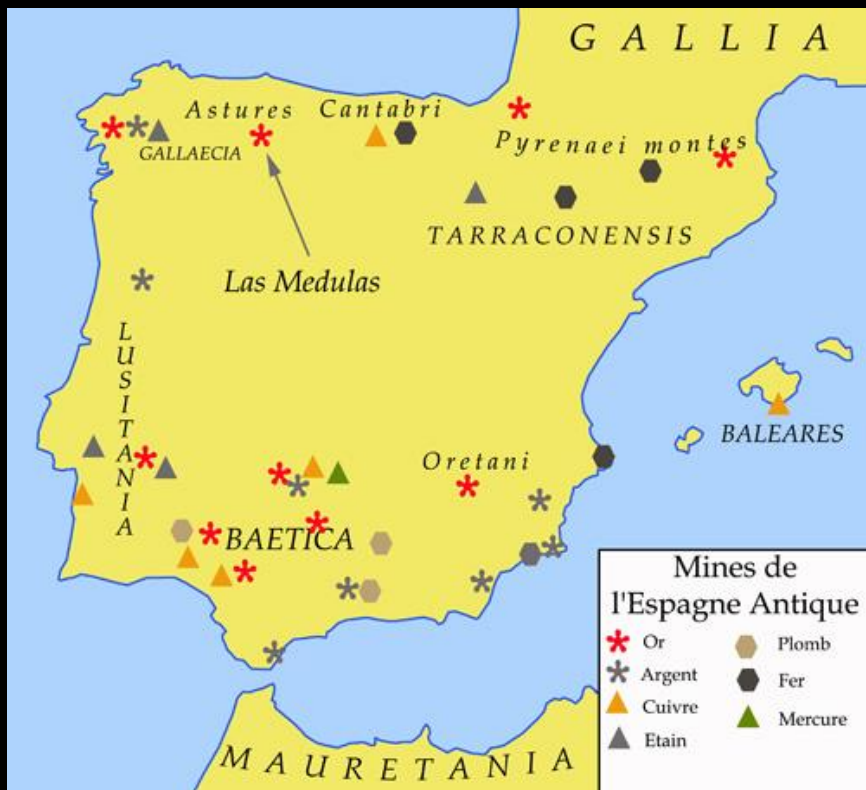 GALLIA
Astures
Cantabri
GALLAECIA
Pyrenaei montes
TARRACONENSIS
Las Medulas
LUSITANIA
BALEARES
Oretani
BAETICA
Mines de
l'Espagne Antique
Or
Plomb
Argent
Fer
Cuivre
Mercure
Etain
MAURETANIA